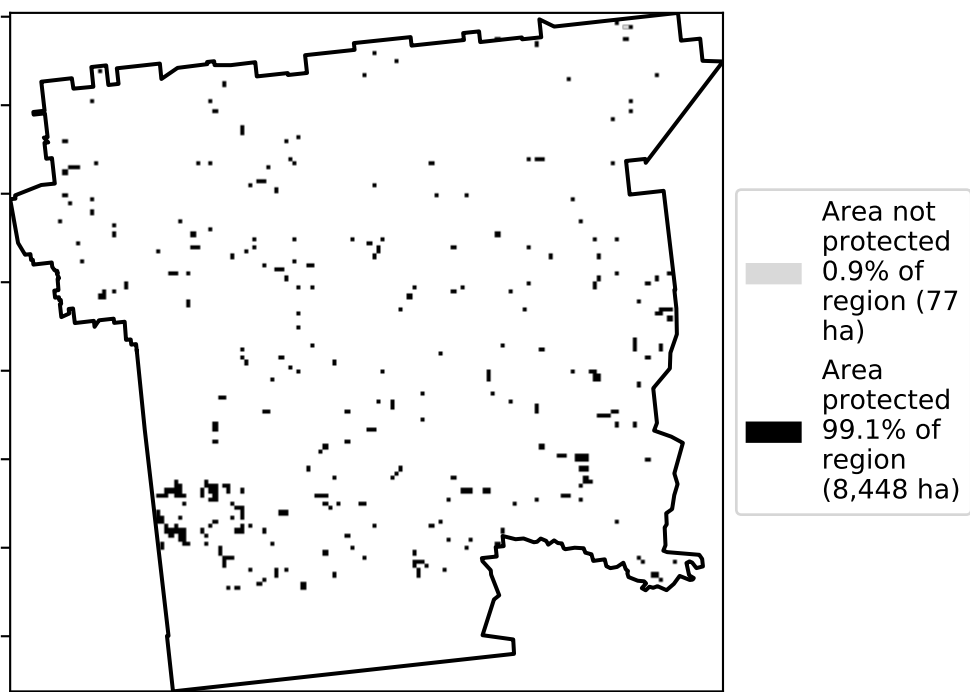 Area not
protected
0.9% of
region (77
ha)
Area
protected
99.1% of
region
(8,448 ha)